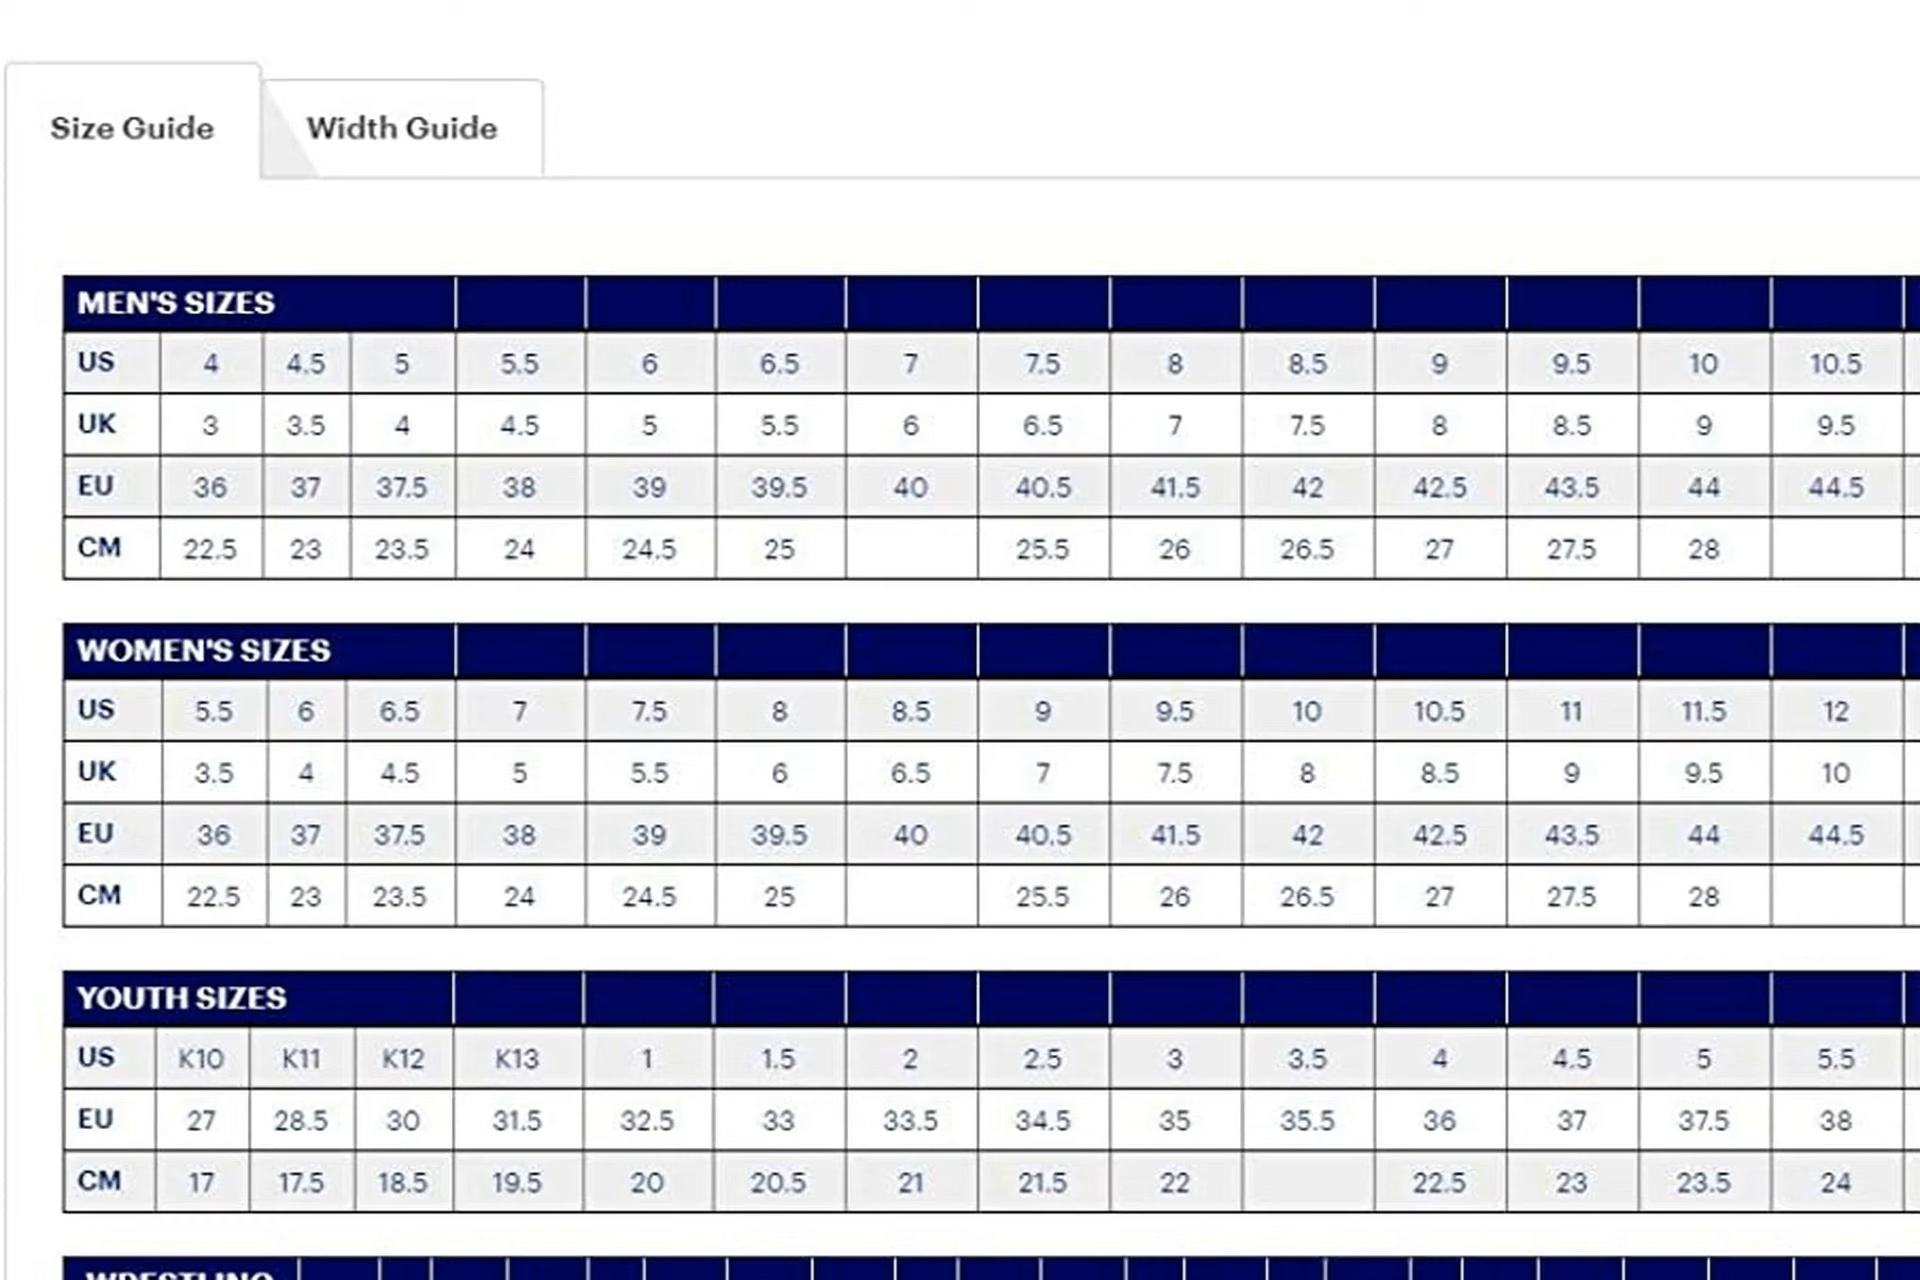 Size Guide Width Guide
MEN'S SIZES
US 4 4.5 5 5.5 6 6.5 7 7.5 8 8.5 9 9.5 10 10.5
UK 3 3.5 4 4.5 5 5.5 6 6.5 7 7.5 8 8.5 9 9.5
EU 36 37 37.5 38 39 39.5 40 40.5 41.5 42 42.5 43.5 44 44.5
CM 22.5 23 23.5 24 24.5 25 25.5 26 26.5 27 27.5 28
WOMEN'S SIZES
US 5.5 6 6.5 7 7.5 8 8.5 9 9.5 10 10.5 11 11.5 12
UK 3.5 4 4.5 5 5.5 6 6.5 7 7.5 8 8.5 9 9.5 10
EU 36 37 37.5 38 39 39.5 40 40.5 41.5 42 42.5 43.5 44 44.5
CM 22.5 23 23.5 24 24.5 25 25.5 26 26.5 27 27.5 28
YOUTH SIZES
US K10 K11 K12 K13 1 1.5 2 2.5 3 3.5 4 4.5 5 5.5
EU 27 28.5 30 31.5 32.5 33 33.5 34.5 35 35.5 36 37 37.5 38
CM 17 17.5 18.5 19.5 20 20.5 21 21.5 22 22.5 23 23.5 24
WRESTLING